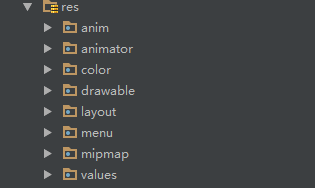 res
anim
animator
color
drawable
layout
menu
mipmap
values